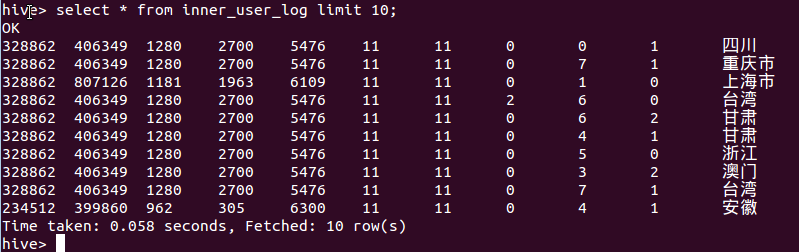 hive> select * from inner_user_log limit 10;
OK
328862 406349 1280 2700 5476 11 11 0 0 1 四川
328862 406349 1280 2700 5476 11 11 0 7 1 重庆市
328862 807126 1181 1963 6109 11 11 0 1 0 上海市
328862 406349 1280 2700 5476 11 11 2 6 0 台湾
328862 406349 1280 2700 5476 11 11 0 6 2 甘肃
328862 406349 1280 2700 5476 11 11 0 4 1 甘肃
328862 406349 1280 2700 5476 11 11 0 5 0 浙江
328862 406349 1280 2700 5476 11 11 0 3 2 澳门
328862 406349 1280 2700 5476 11 11 0 7 1 台湾
234512 399860 962 305 6300 11 11 0 4 1 安徽
Time taken: 0.058 seconds, Fetched: 10 row(s)
hive>